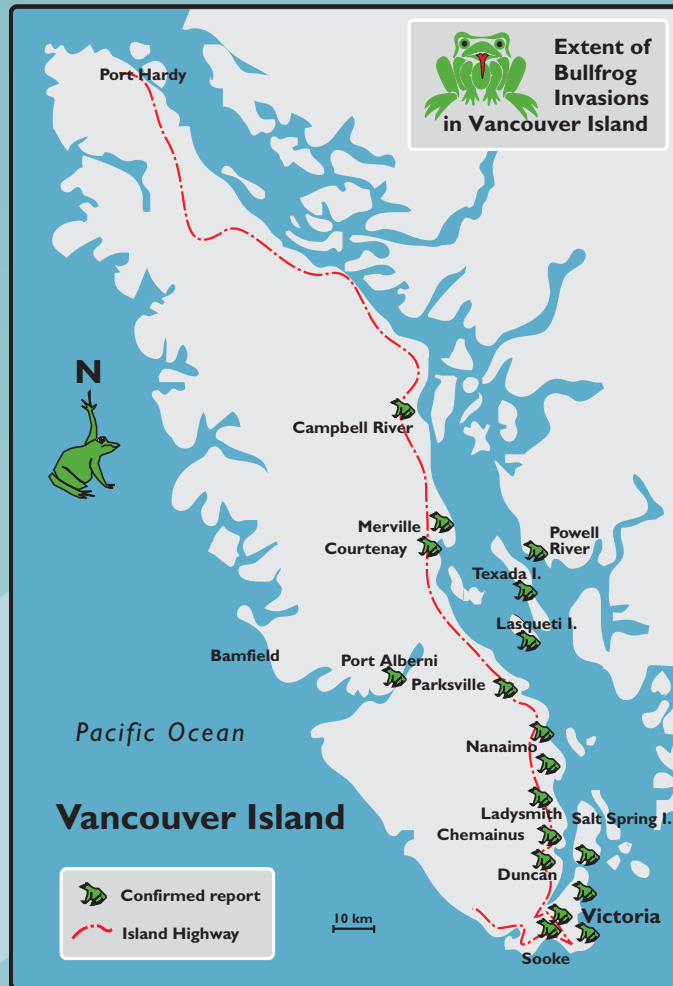 Extent of
Bullfrog
Invasions
in Vancouver Island
Port Hardy
N
Campbell River
Merville
Courtenay
Powell
River
Texada I.
Lasqueti I.
Bamfield
Port Alberni
Parksville
Pacific Ocean
Nanaimo
Vancouver Island
Ladysmith
Salt Spring I.
Chemainus
Duncan
Confirmed report
10 km
Victoria
Island Highway
Sooke